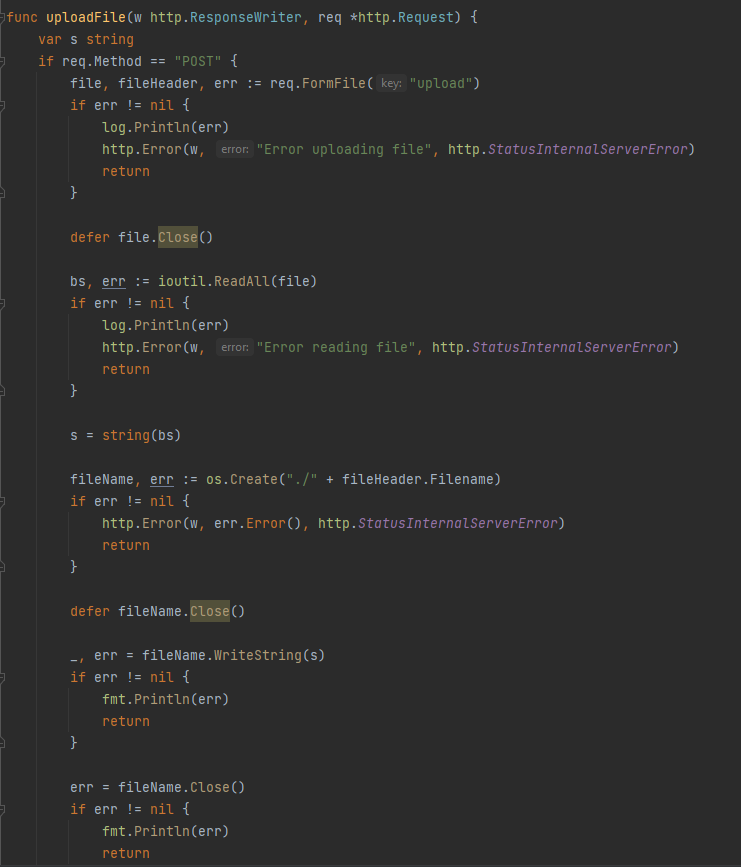 func uploadFile(w http.ResponseWriter, req *http.Request) {
    var s string
    if req.Method == "POST" {
        file, fileHeader, err := req.FormFile( key: "upload")
        if err != nil {
            log.Println(err)
            http.Error(w, error: "Error uploading file", http.StatusInternalServerError)
            return
        }

        defer file.Close()

        bs, err := ioutil.ReadAll(file)
        if err != nil {
            log.Println(err)
            http.Error(w, error: "Error reading file", http.StatusInternalServerError)
            return
        }

        s = string(bs)

        fileName, err := os.Create("./" + fileHeader.Filename)
        if err != nil {
            http.Error(w, err.Error(), http.StatusInternalServerError)
            return
        }

        defer fileName.Close()

        _, err = fileName.WriteString(s)
        if err != nil {
            fmt.Println(err)
            return
        }

        err = fileName.Close()
        if err != nil {
            fmt.Println(err)
            return